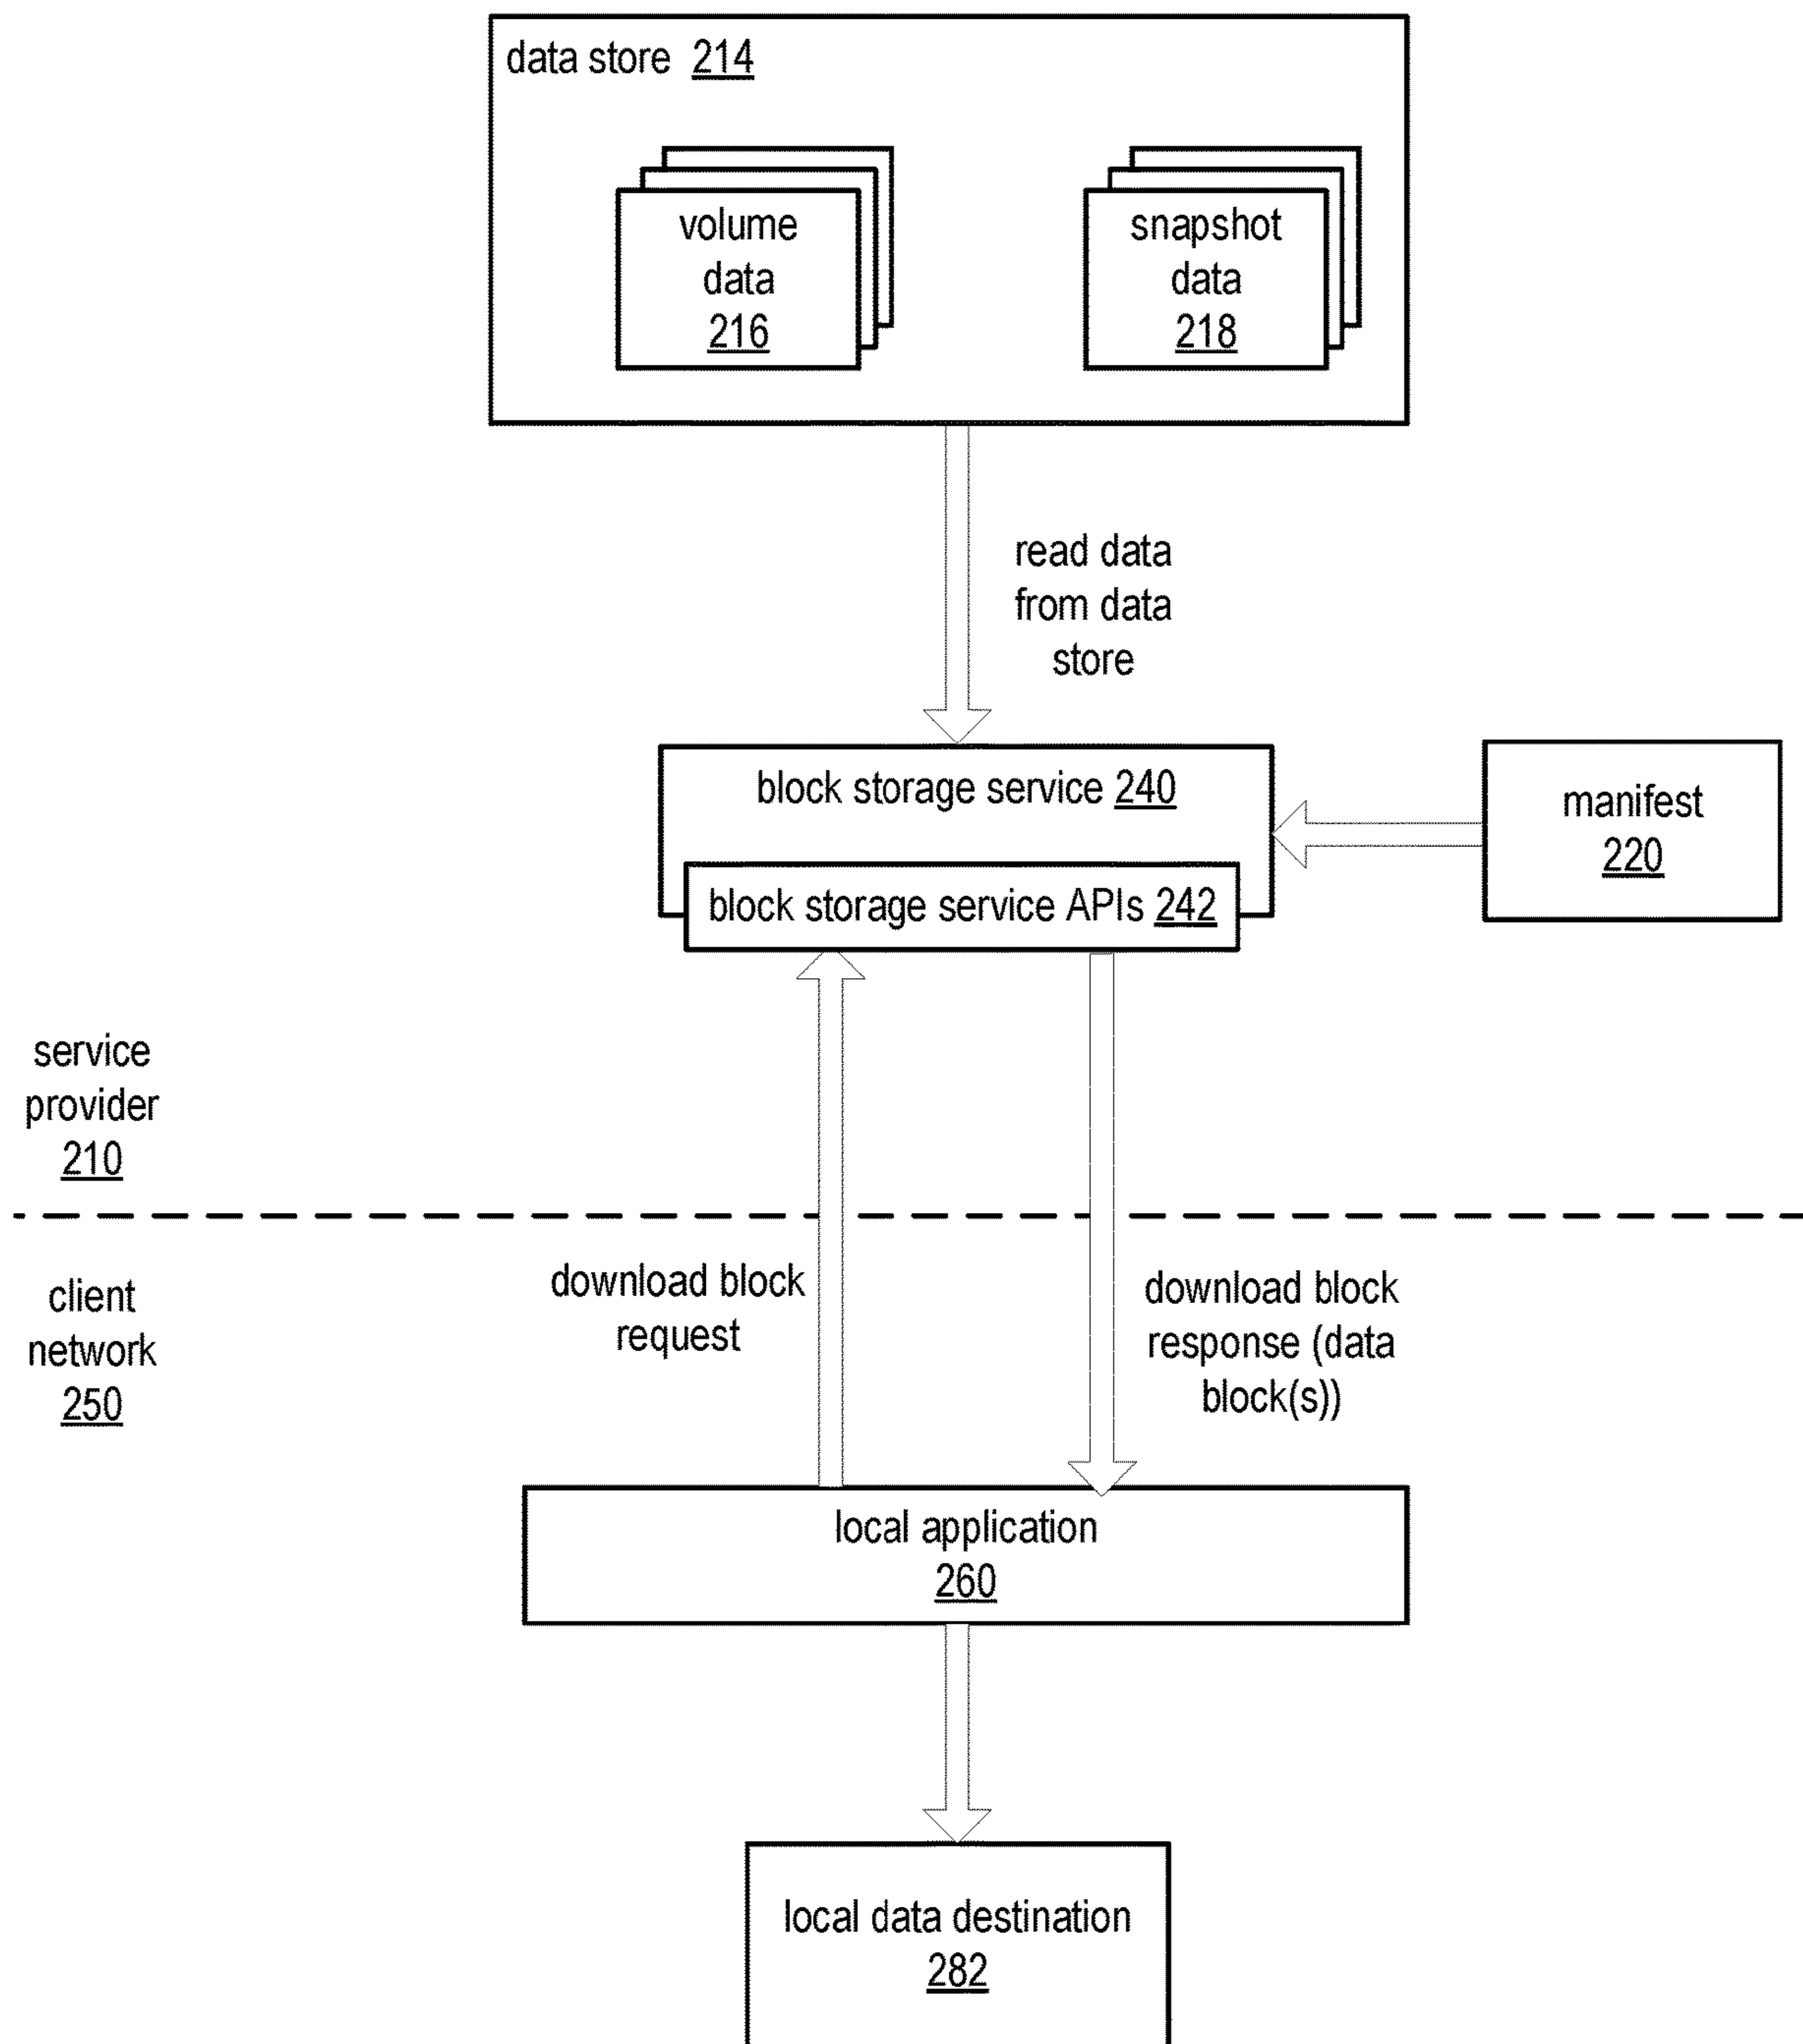 data store 214
volume
data
216
snapshot
data
218
read data
from data
store
block storage service 240
manifest
220
block storage service APIs 242
service
provider
210
client
network
250
download block
request
download block
response (data
block(s))
local application
260
local data destination
282